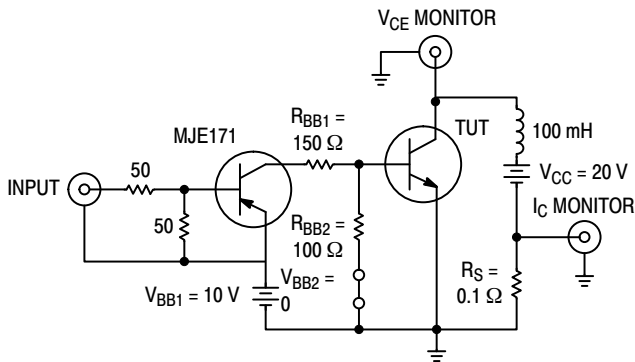 V_CE MONITOR
MJE171
R_BB1 =
150 Ω
TUT
100 mH
INPUT
50
50
V_CC = 20 V
I_C MONITOR
R_BB2 =
100 Ω
V_BB1 = 10 V
V_BB2 =
0
R_S =
0.1 Ω